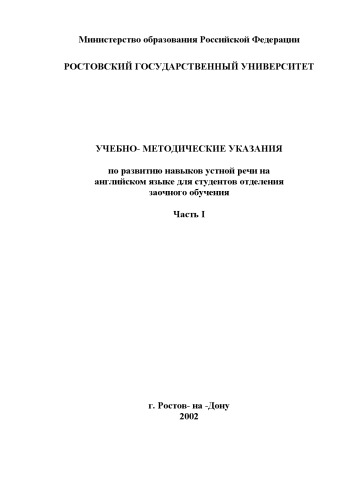 Министерство образования Российской Федерации
РОСТОВСКИЙ ГОСУДАРСТВЕННЫЙ УНИВЕРСИТЕТ
УЧЕБНО- МЕТОДИЧЕСКИЕ УКАЗАНИЯ
по развитию навыков устной речи на
английском языке для студентов отделения
заочного обучения
Часть I
г. Ростов- на -Дону
2002